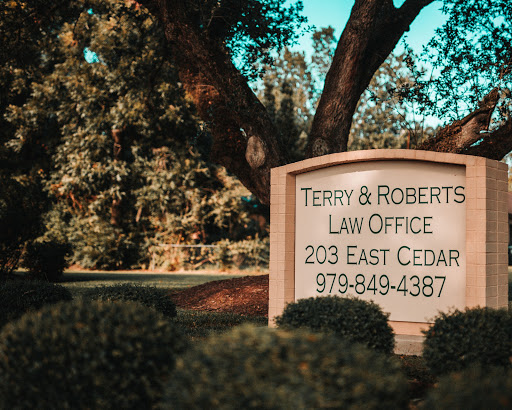 Terry & Roberts
Law Office
203 East Cedar
979-849-4387